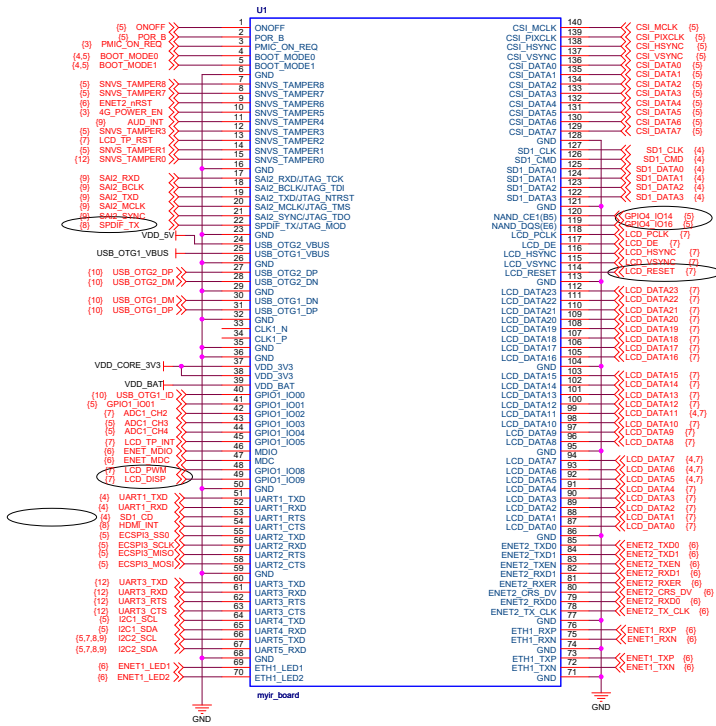 U1
{5} ONOFF 1 ONOFF
{5} POR_B 2 POR_B
{3} PMIC_ON_REQ 3 PMIC_ON_REQ
{4,5} BOOT_MODE0 4 BOOT_MODE0
{4,5} BOOT_MODE1 5 BOOT_MODE1
6 GND
{5} SNVS_TAMPER8 7 SNVS_TAMPER8
{5} SNVS_TAMPER7 8 SNVS_TAMPER7
{6} ENET2_nRST 9 SNVS_TAMPER6
{3} 4G_POWER_EN 10 SNVS_TAMPER5
{9} AUD_INT 11 SNVS_TAMPER4
{5} SNVS_TAMPER3 12 SNVS_TAMPER3
{7} LCD_TP_RST 13 SNVS_TAMPER2
{5} SNVS_TAMPER1 14 SNVS_TAMPER1
{12} SNVS_TAMPER0 15 SNVS_TAMPER0
16 GND
{9} SAI2_RXD 17 SAI2_RXD/JTAG_TCK
{9} SAI2_BCLK 18 SAI2_BCLK/JTAG_TDI
{9} SAI2_TXD 19 SAI2_TXD/JTAG_NTRST
{9} SAI2_MCLK 20 SAI2_MCLK/JTAG_TMS
{9} SAI2_SYNC 21 SAI2_SYNC/JTAG_TDO
{8} SPDIF_TX 22 SPDIF_TX/JTAG_MOD
23 GND
VDD_5V 24 USB_OTG2_VBUS
USB_OTG1_VBUS 25 USB_OTG1_VBUS
26 GND
{10} USB_OTG2_DP 27 USB_OTG2_DP
{10} USB_OTG2_DM 28 USB_OTG2_DN
29 GND
{10} USB_OTG1_DM 30 USB_OTG1_DN
{10} USB_OTG1_DP 31 USB_OTG1_DP
32 GND
33 CLK1_N
34 CLK1_P
35 GND
36 GND
VDD_CORE_3V3 37 VDD_3V3
38 VDD_3V3
VDD_BAT 39 VDD_BAT
{10} USB_OTG1_ID 40 GPIO1_IO00
{5} GPIO1_IO01 41 GPIO1_IO01
{7} ADC1_CH2 42 GPIO1_IO02
{5} ADC1_CH3 43 GPIO1_IO03
{5} ADC1_CH4 44 GPIO1_IO04
{7} LCD_TP_INT 45 GPIO1_IO05
{6} ENET_MDIO 46 MDIO
{6} ENET_MDC 47 MDC
{7} LCD_PWM 48 GPIO1_IO08
{7} LCD_DISP 49 GPIO1_IO09
50 GND
{4} UART1_TXD 51 UART1_TXD
{4} UART1_RXD 52 UART1_RXD
{4} SD1_CD 53 UART1_RTS
{8} HDMI_INT 54 UART1_CTS
{5} ECSPI3_SS0 55 UART2_TXD
{5} ECSPI3_SCLK 56 UART2_RXD
{5} ECSPI3_MISO 57 UART2_RTS
{5} ECSPI3_MOSI 58 UART2_CTS
59 GND
{12} UART3_TXD 60 UART3_TXD
{12} UART3_RXD 61 UART3_RXD
{12} UART3_RTS 62 UART3_RTS
{12} UART3_CTS 63 UART3_CTS
{5} I2C1_SCL 64 UART4_TXD
{5} I2C1_SDA 65 UART4_RXD
{5,7,8,9} I2C2_SCL 66 UART5_TXD
{5,7,8,9} I2C2_SDA 67 UART5_RXD
68 GND
{6} ENET1_LED1 69 ETH1_LED1
{6} ENET1_LED2 70 ETH1_LED2
GND
CSI_MCLK 140 CSI_MCLK {5}
CSI_PIXCLK 139 CSI_PIXCLK {5}
CSI_HSYNC 138 CSI_HSYNC {5}
CSI_VSYNC 137 CSI_VSYNC {5}
CSI_DATA0 136 CSI_DATA0 {5}
CSI_DATA1 135 CSI_DATA1 {5}
CSI_DATA2 134 CSI_DATA2 {5}
CSI_DATA3 133 CSI_DATA3 {5}
CSI_DATA4 132 CSI_DATA4 {5}
CSI_DATA5 131 CSI_DATA5 {5}
CSI_DATA6 130 CSI_DATA6 {5}
CSI_DATA7 129 CSI_DATA7 {5}
GND 128
SD1_CLK 127 SD1_CLK {4}
SD1_CMD 126 SD1_CMD {4}
SD1_DATA0 125 SD1_DATA0 {4}
SD1_DATA1 124 SD1_DATA1 {4}
SD1_DATA2 123 SD1_DATA2 {4}
SD1_DATA3 122 SD1_DATA3 {4}
GND 121
NAND_CE1(B5) 120 GPIO4_IO14 {5}
NAND_DQS(E6) 119 GPIO4_IO16 {5}
LCD_PCLK 118 LCD_PCLK {7}
LCD_DE 117 LCD_DE {7}
LCD_HSYNC 116 LCD_HSYNC {7}
LCD_VSYNC 115 LCD_VSYNC {7}
LCD_RESET 114 LCD_RESET {7}
GND 113
LCD_DATA23 112 LCD_DATA23 {7}
LCD_DATA22 111 LCD_DATA22 {7}
LCD_DATA21 110 LCD_DATA21 {7}
LCD_DATA20 109 LCD_DATA20 {7}
LCD_DATA19 108 LCD_DATA19 {7}
LCD_DATA18 107 LCD_DATA18 {7}
LCD_DATA17 106 LCD_DATA17 {7}
LCD_DATA16 105 LCD_DATA16 {7}
GND 104
LCD_DATA15 103 LCD_DATA15 {7}
LCD_DATA14 102 LCD_DATA14 {7}
LCD_DATA13 101 LCD_DATA13 {7}
LCD_DATA12 100 LCD_DATA12 {7}
LCD_DATA11 99 LCD_DATA11 {4,7}
LCD_DATA10 98 LCD_DATA10 {7}
LCD_DATA9 97 LCD_DATA9 {7}
LCD_DATA8 96 LCD_DATA8 {7}
GND 95
LCD_DATA7 94 LCD_DATA7 {4,7}
LCD_DATA6 93 LCD_DATA6 {4,7}
LCD_DATA5 92 LCD_DATA5 {4,7}
LCD_DATA4 91 LCD_DATA4 {7}
LCD_DATA3 90 LCD_DATA3 {7}
LCD_DATA2 89 LCD_DATA2 {7}
LCD_DATA1 88 LCD_DATA1 {7}
LCD_DATA0 87 LCD_DATA0 {7}
GND 86
ENET2_TXD0 85 ENET2_TXD0 {6}
ENET2_TXD1 84 ENET2_TXD1 {6}
ENET2_TXEN 83 ENET2_TXEN {6}
ENET2_RXD1 82 ENET2_RXD1 {6}
ENET2_RXER 81 ENET2_RXER {6}
ENET2_CRS_DV 80 ENET2_CRS_DV {6}
ENET2_RXD0 79 ENET2_RXD0 {6}
ENET2_TX_CLK 78 ENET2_TX_CLK {6}
GND 77
ETH1_RXP 76 ENET1_RXP {6}
ETH1_RXN 75 ENET1_RXN {6}
GND 74
ETH1_TXP 73 ENET1_TXP {6}
ETH1_TXN 72 ENET1_TXN {6}
GND 71
myir_board
GND